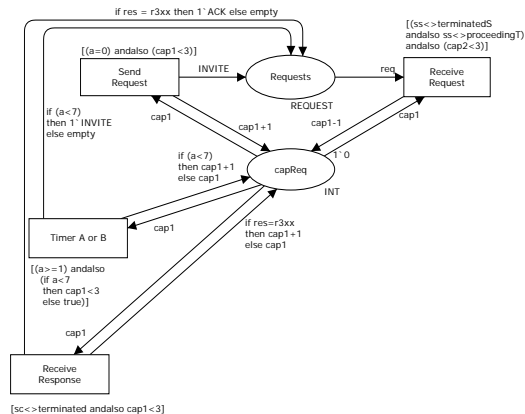 if res = r3xx then 1`ACK else empty
[(ss<>terminatedS
andalso ss<>proceedingT)
andalso (cap2<3)]
[(a=0) andalso (cap1<3)]
Send
Request
INVITE
Requests
req
Receive
Request
REQUEST
cap1
cap1+1
cap1-1
cap1
if (a<7)
then 1`INVITE
else empty
1`0
if (a<7)
then cap1+1
else cap1
capReq
INT
Timer A or B
cap1
if res=r3xx
then cap1+1
else cap1
[(a>=1) andalso
(if a<7
then cap1<3
else true)]
cap1
Receive
Response
[sc<>terminated andalso cap1<3]